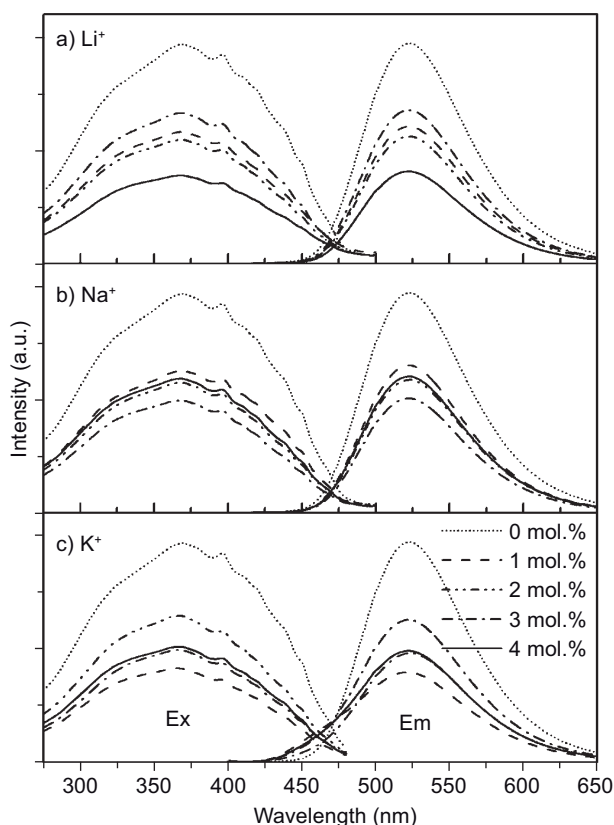 a) Li⁺
b) Na⁺
Intensity (a.u.)
c) K⁺
0 mol.%
1 mol.%
2 mol.%
3 mol.%
4 mol.%
Ex
Em
300 350 400 450 500 550 600 650
Wavelength (nm)